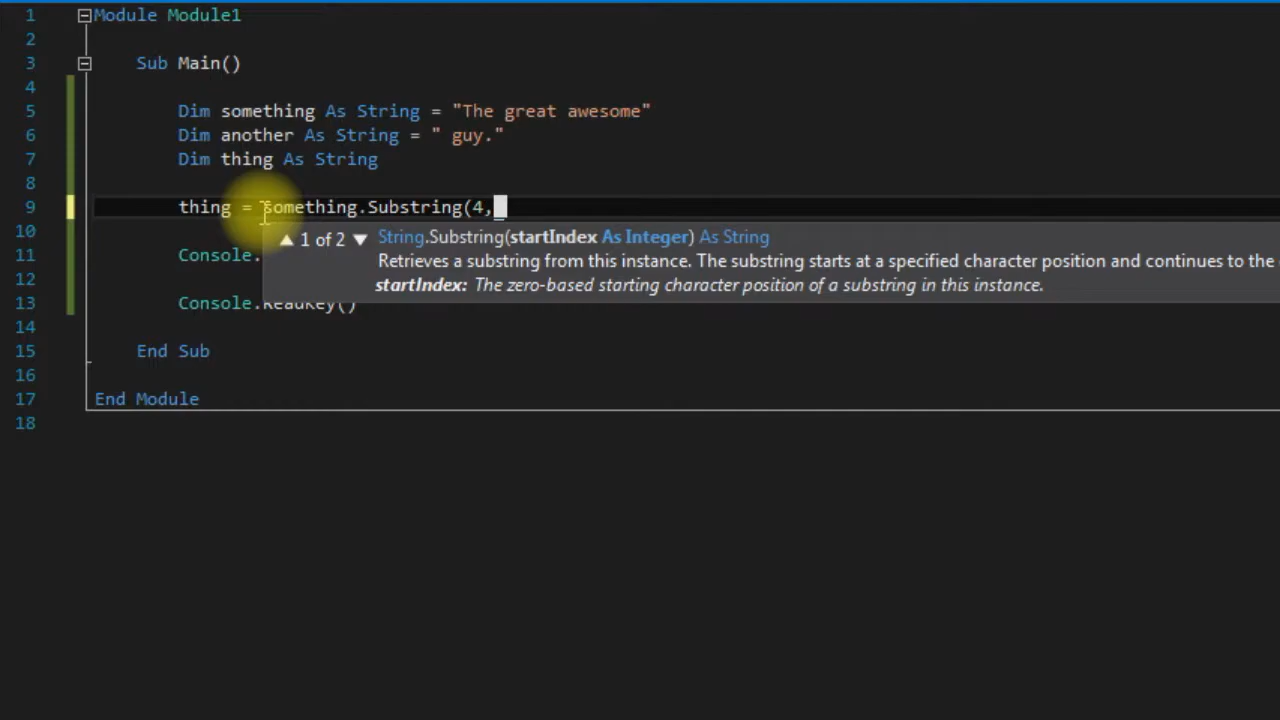 1 Module Module1
2
3 Sub Main()
4
5 Dim something As String = "The great awesome"
6 Dim another As String = " guy."
7 Dim thing As String
8
9 thing = something.Substring(4,
10 1 of 2 String.Substring(startIndex As Integer) As String
11 Console.
Retrieves a substring from this instance. The substring starts at a specified character position and continues to the
12 startIndex: The zero-based starting character position of a substring in this instance.
13 Console.ReadKey()
14
15 End Sub
16
17 End Module
18